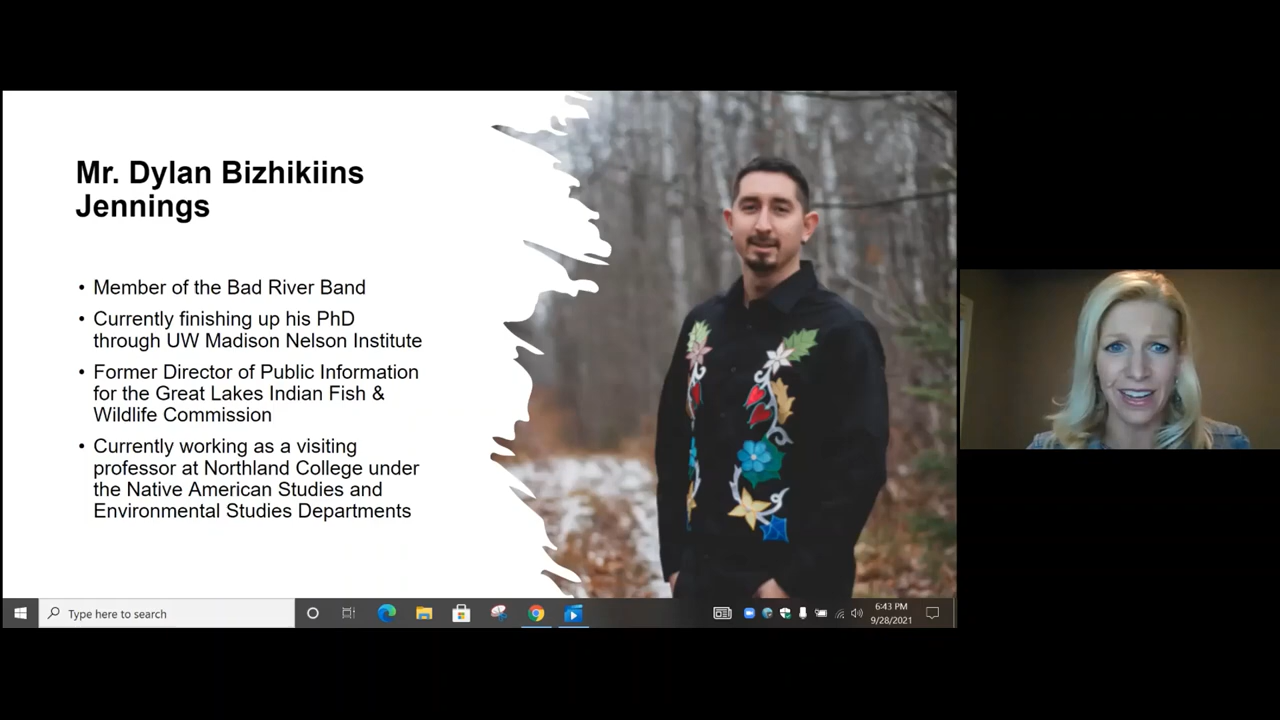 Mr. Dylan Bizhikiins
Jennings
• Member of the Bad River Band
• Currently finishing up his PhD
through UW Madison Nelson Institute
• Former Director of Public Information
for the Great Lakes Indian Fish &
Wildlife Commission
• Currently working as a visiting
professor at Northland College under
the Native American Studies and
Environmental Studies Departments
Type here to search
6:43 PM
9/28/2021